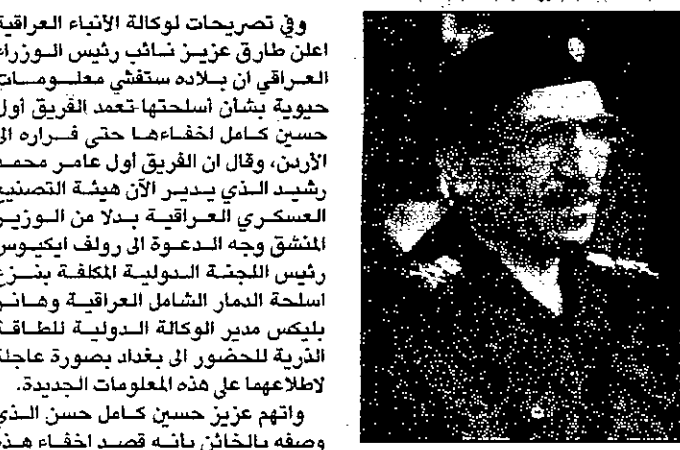 وفي تصريحات لوكالة الأنباء العراقية
اعلن طارق عزيز نائب رئيس الوزراء
العراقي ان بلاده ستفشي معلومات
حيوية بشأن أسلحتها تعمد الفريق أول
حسين كامل اخفاءها حتى فراره الى
الأردن، وقال ان الفريق أول عامر محمد
رشيد الذي يدير الآن هيئة التصنيع
العسكري العراقية بدلا من الوزير
المنشق وجه الدعوة الى رولف ايكيوس
رئيس اللجنة الدولية المكلفة بنزع
اسلحة الدمار الشامل العراقية وهانز
بليكس مدير الوكالة الدولية للطاقة
الذرية للحضور الى بغداد بصورة عاجلة
لاطلاعهما على هذه المعلومات الجديدة.
واتهم عزيز حسين كامل حسن الذي
وصفه بالخائن بانه قصد اخفاء هذه